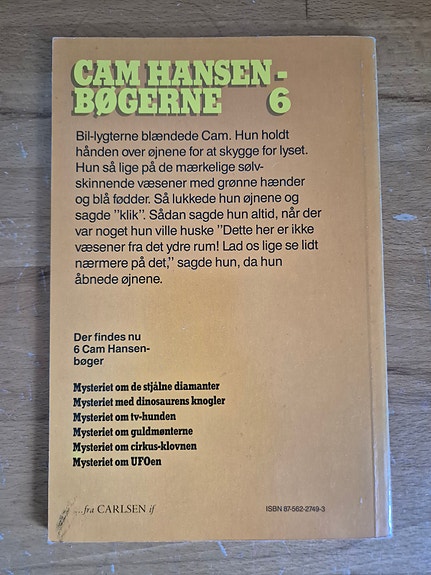 CAM HANSEN-
BØGERNE 6
Bil-lygterne blændede Cam. Hun holdt
hånden over øjnene for at skygge for lyset.
Hun så lige på de mærkelige sølv-
skinnende væsener med grønne hænder
og blå fødder. Så lukkede hun øjnene og
sagde "klik". Sådan sagde hun altid, når der
var noget hun ville huske "Dette her er ikke
væsener fra det ydre rum! Lad os lige se lidt
nærmere på det," sagde hun, da hun
åbnede øjnene.
Der findes nu
6 Cam Hansen-
bøger
Mysteriet om de stjålne diamanter
Mysteriet med dinosaurens knogler
Mysteriet om tv-hunden
Mysteriet om guldmønterne
Mysteriet om cirkus-klovnen
Mysteriet om UFOen
...fra CARLSEN if
ISBN 87-562-2749-3